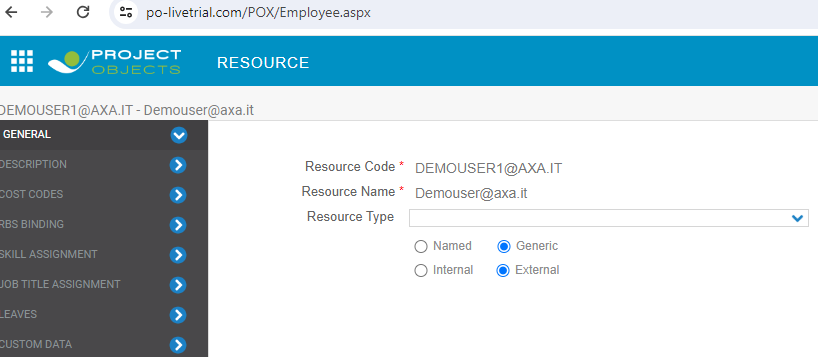 po-livetrial.com/POX/Employee.aspx
PROJECT
OBJECTS
RESOURCE
DEMOUSER1@AXA.IT - Demouser@axa.it
GENERAL
DESCRIPTION
COST CODES
RBS BINDING
SKILL ASSIGNMENT
JOB TITLE ASSIGNMENT
LEAVES
CUSTOM DATA
Resource Code * DEMOUSER1@AXA.IT
Resource Name * Demouser@axa.it
Resource Type
Named Generic
Internal External